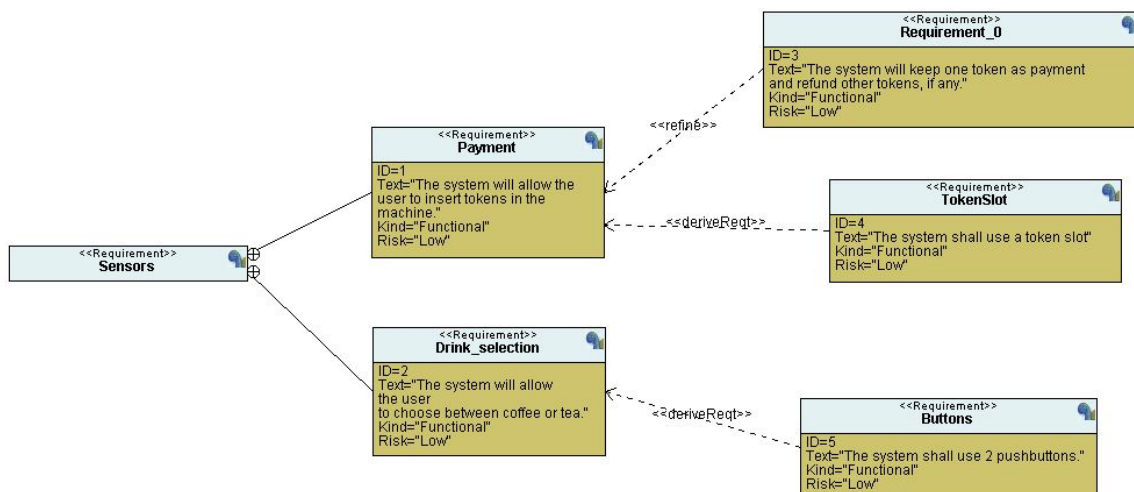 <<Requirement>>
Requirement_0
ID=3
Text="The system will keep one token as payment
and refund other tokens, if any."
Kind="Functional"
Risk="Low"
<<refine>>
<<Requirement>>
Payment
ID=1
Text="The system will allow the
user to insert tokens in the
machine."
Kind="Functional"
Risk="Low"
<<deriveReqt>>
<<Requirement>>
TokenSlot
ID=4
Text="The system shall use a token slot"
Kind="Functional"
Risk="Low"
<<Requirement>>
Sensors
<<Requirement>>
Drink_selection
ID=2
Text="The system will allow
the user
to choose between coffee or tea."
Kind="Functional"
Risk="Low"
<<deriveReqt>>
<<Requirement>>
Buttons
ID=5
Text="The system shall use 2 pushbuttons."
Kind="Functional"
Risk="Low"